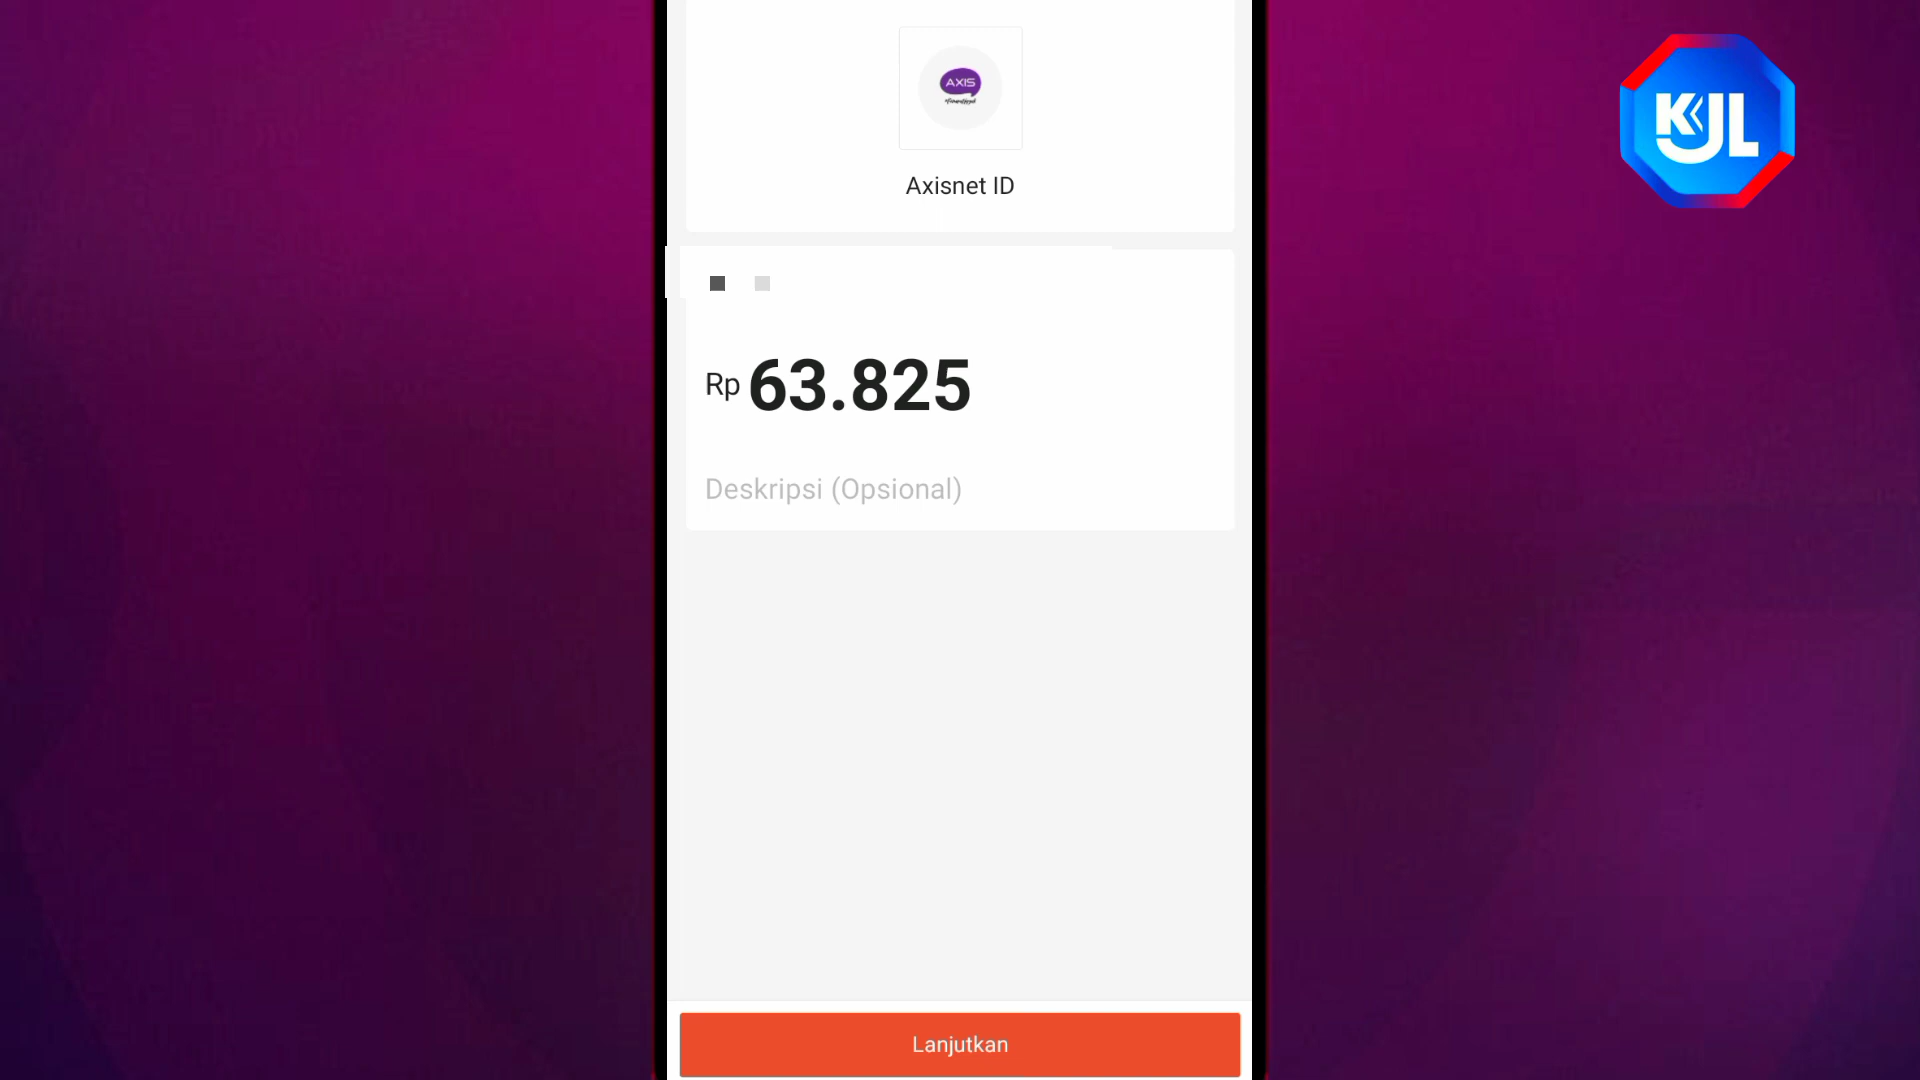 KJL
AXIS
Axisnet ID
Rp 63.825
Deskripsi (Opsional)
Lanjutkan